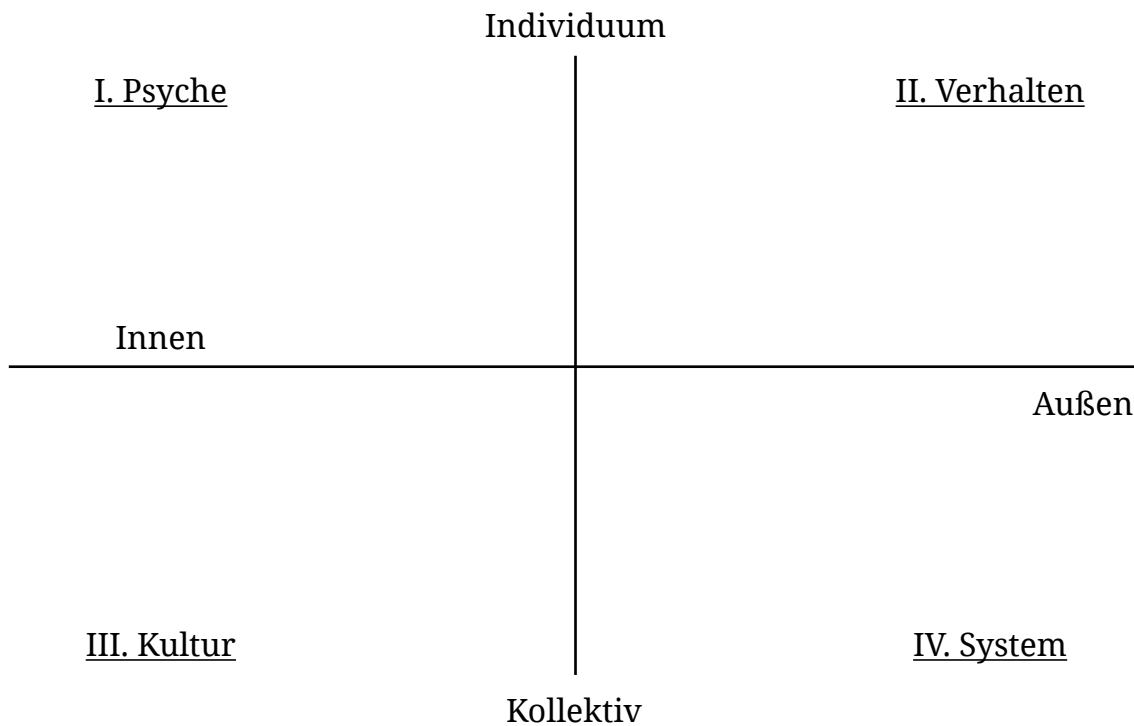 Individuum
I. Psyche
II. Verhalten
Innen
Außen
III. Kultur
IV. System
Kollektiv